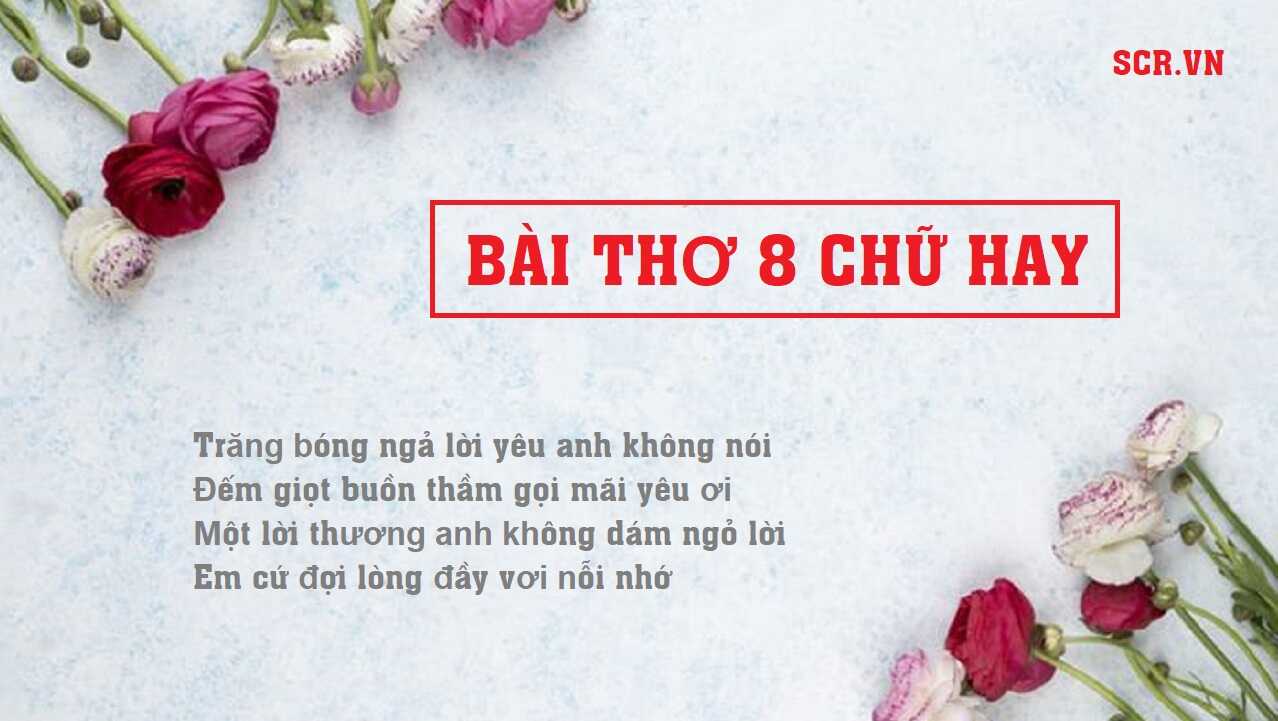 SCR.VN
BÀI THƠ 8 CHỮ HAY
Trăng bóng ngả lời yêu anh không nói
Đếm giọt buồn thầm gọi mãi yêu ơi
Một lời thương anh không dám ngỏ lời
Em cứ đợi lòng đầy vơi nỗi nhớ